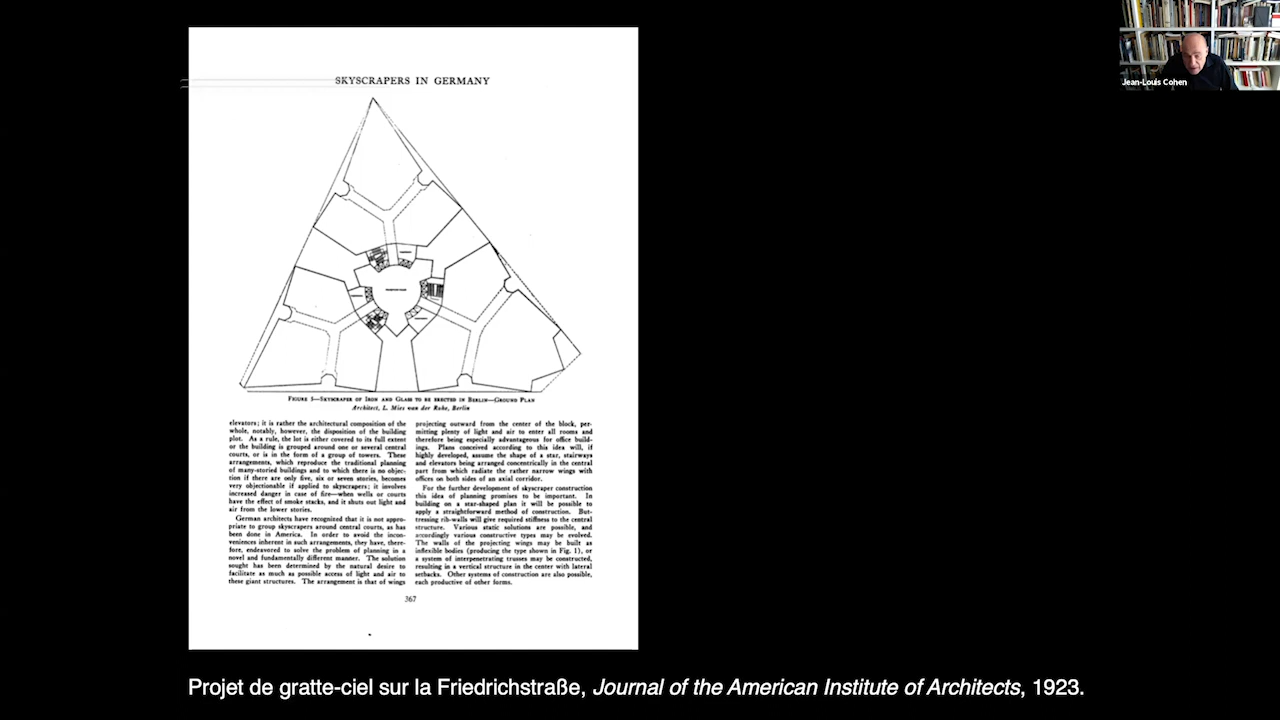 Jean-Louis Cohen
SKYSCRAPERS IN GERMANY
FIGURE 5—SKYSCRAPER OF IRON AND GLASS TO BE ERECTED IN BERLIN—GROUND PLAN
Architect, L. Mies van der Rohe, Berlin
elevators; it is rather the architectural composition of the
whole, notably, however, the disposition of the building
plot. As a rule, the lot is either covered to its full extent
or the building is grouped around one or several central
courts, or is in the form of a group of towers. These
arrangements, which reproduce the traditional planning
of many-storied buildings and to which there is no objec-
tion if there are only five, six or seven stories, becomes
very objectionable if applied to skyscrapers; it involves
increased danger in case of fire—when wells or courts
have the effect of smoke stacks, and it shuts out light and
air from the lower stories.
German architects have recognized that it is not appro-
priate to group skyscrapers around central courts, as has
been done in America. In order to avoid the incon-
veniences inherent in such arrangements, they have, there-
fore, endeavored to solve the problem of planning in a
novel and fundamentally different manner. The solution
sought has been determined by the natural desire to
facilitate as much as possible access of light and air to
these giant structures. The arrangement is that of wings
projecting outward from the center of the block, per-
mitting plenty of light and air to enter all rooms and
therefore being especially advantageous for office build-
ings. Plans conceived according to this idea will, if
highly developed, assume the shape of a star, stairways
and elevators being arranged concentrically in the central
part from which radiate the rather narrow wings with
offices on both sides of an axial corridor.
For the further development of skyscraper construction
this idea of planning promises to be important. In
building on a star-shaped plan it will be possible to
apply a straightforward method of construction. But-
tressing rib-walls will give required stiffness to the central
structure. Various static solutions are possible, and
accordingly various constructive types may be evolved.
The walls of the projecting wings may be built as
inflexible bodies (producing the type shown in Fig. 1), or
a system of interpenetrating trusses may be constructed,
resulting in a vertical structure in the center with lateral
setbacks. Other systems of construction are also possible,
each productive of other forms.
367
Projet de gratte-ciel sur la Friedrichstraße, Journal of the American Institute of Architects, 1923.